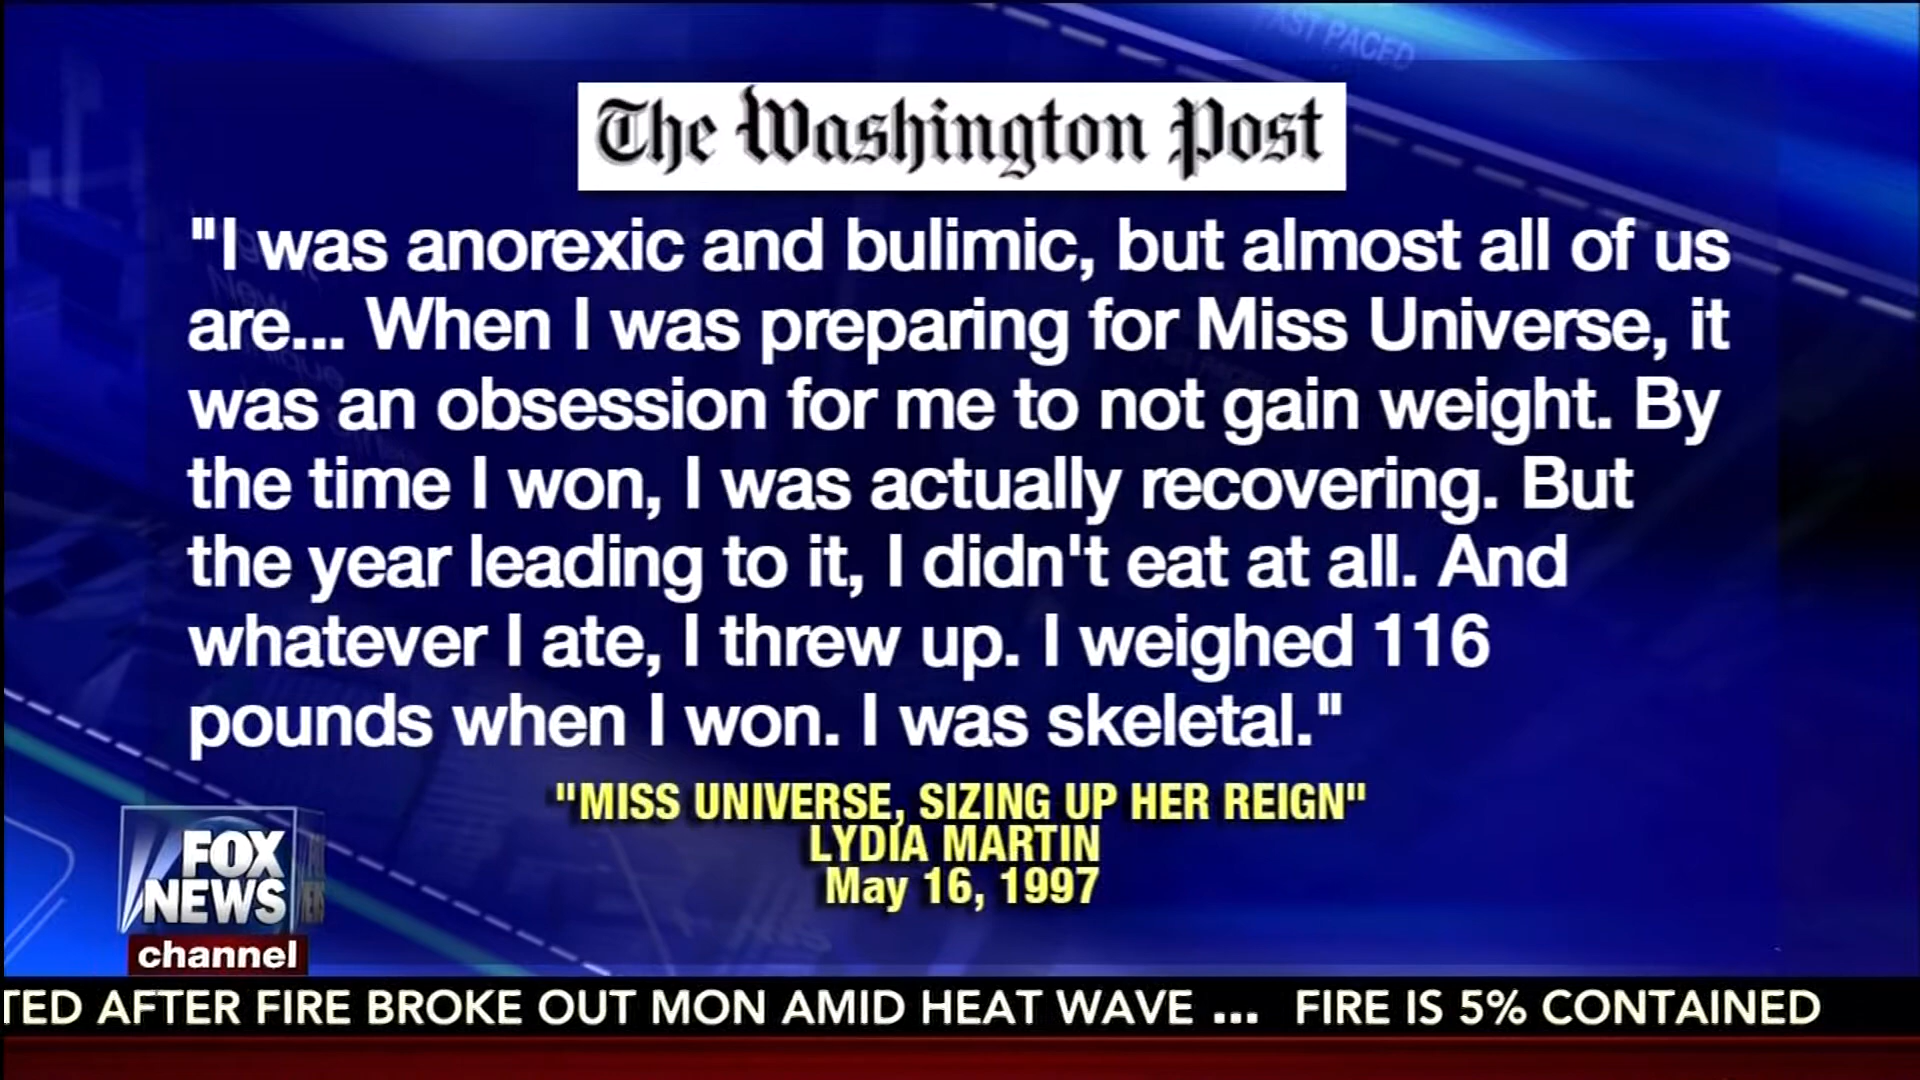 FAST PACED
The Washington Post
"I was anorexic and bulimic, but almost all of us
are... When I was preparing for Miss Universe, it
was an obsession for me to not gain weight. By
the time I won, I was actually recovering. But
the year leading to it, I didn't eat at all. And
whatever I ate, I threw up. I weighed 116
pounds when I won. I was skeletal."
"MISS UNIVERSE, SIZING UP HER REIGN"
LYDIA MARTIN
May 16, 1997
FOX
NEWS
channel
TED AFTER FIRE BROKE OUT MON AMID HEAT WAVE ... FIRE IS 5% CONTAINED